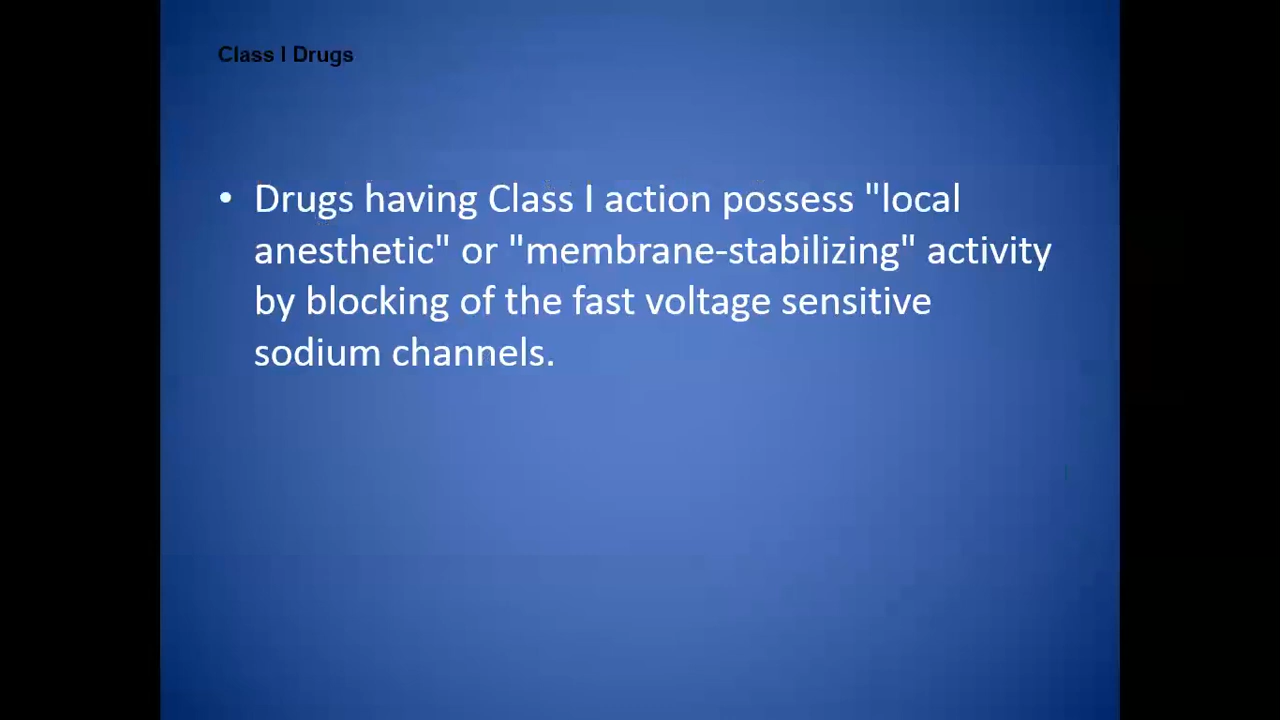 Class I Drugs
• Drugs having Class I action possess "local
anesthetic" or "membrane-stabilizing" activity
by blocking of the fast voltage sensitive
sodium channels.